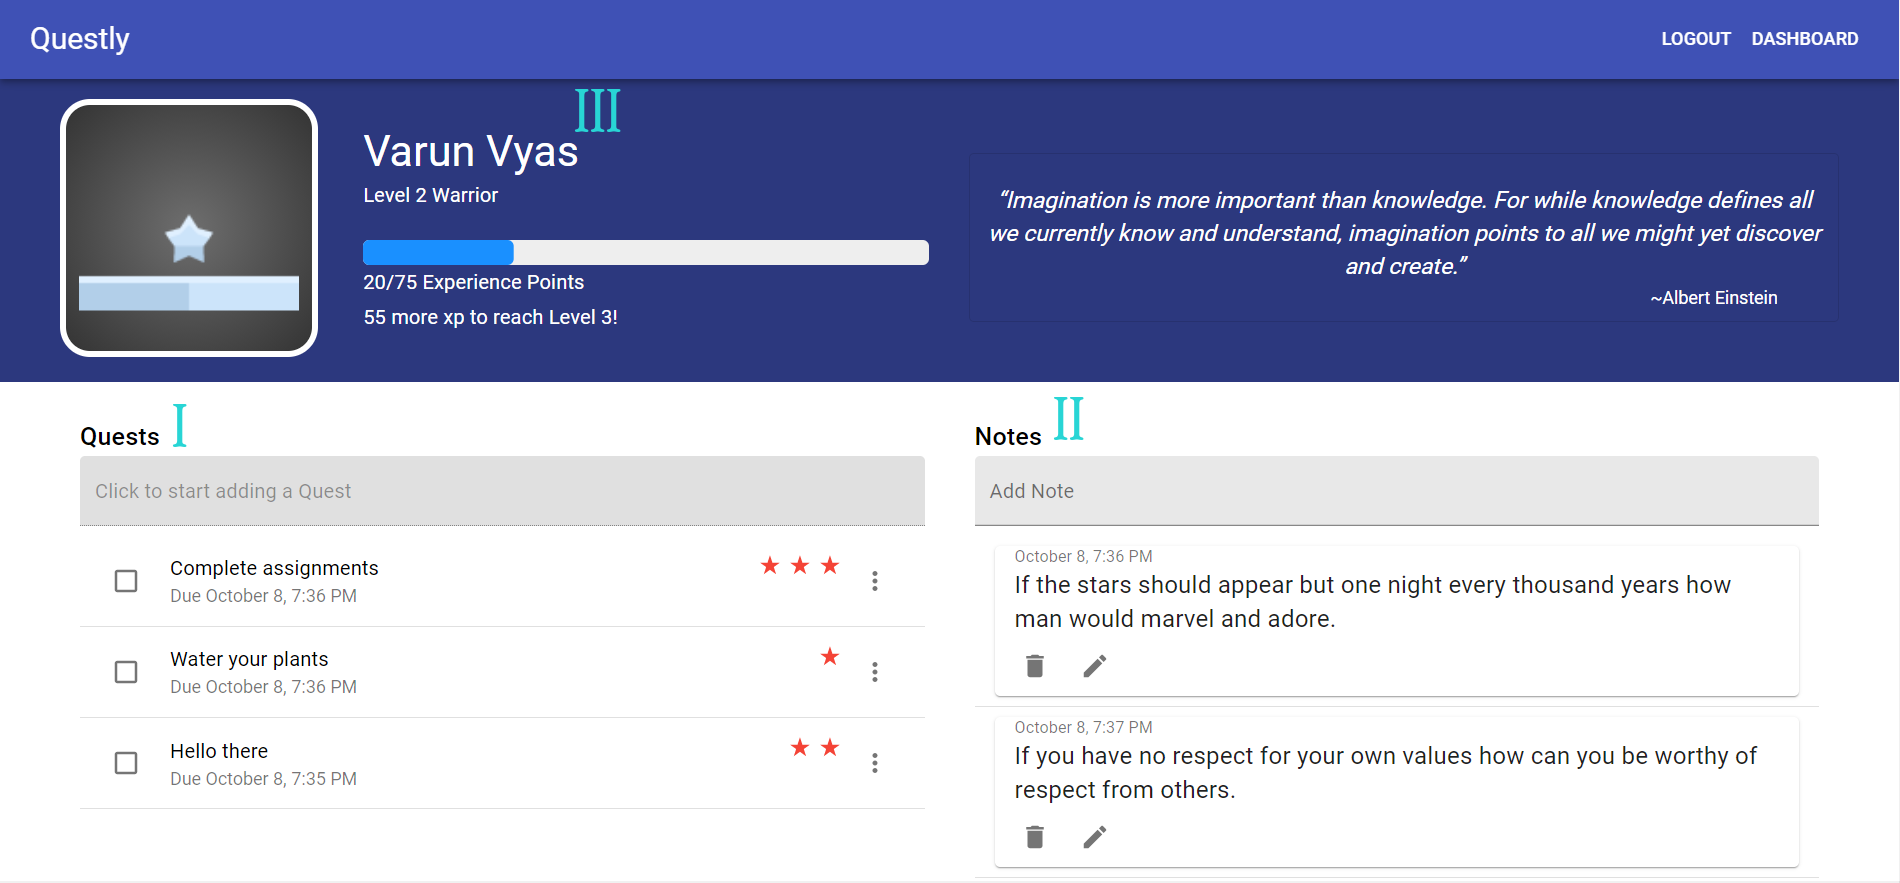 Questly
LOGOUT DASHBOARD
III
Varun Vyas
Level 2 Warrior
20/75 Experience Points
55 more xp to reach Level 3!
“Imagination is more important than knowledge. For while knowledge defines all
we currently know and understand, imagination points to all we might yet discover
and create.”
~Albert Einstein
Quests I
Click to start adding a Quest
Complete assignments
Due October 8, 7:36 PM
Water your plants
Due October 8, 7:36 PM
Hello there
Due October 8, 7:35 PM
Notes II
Add Note
October 8, 7:36 PM
If the stars should appear but one night every thousand years how
man would marvel and adore.
October 8, 7:37 PM
If you have no respect for your own values how can you be worthy of
respect from others.